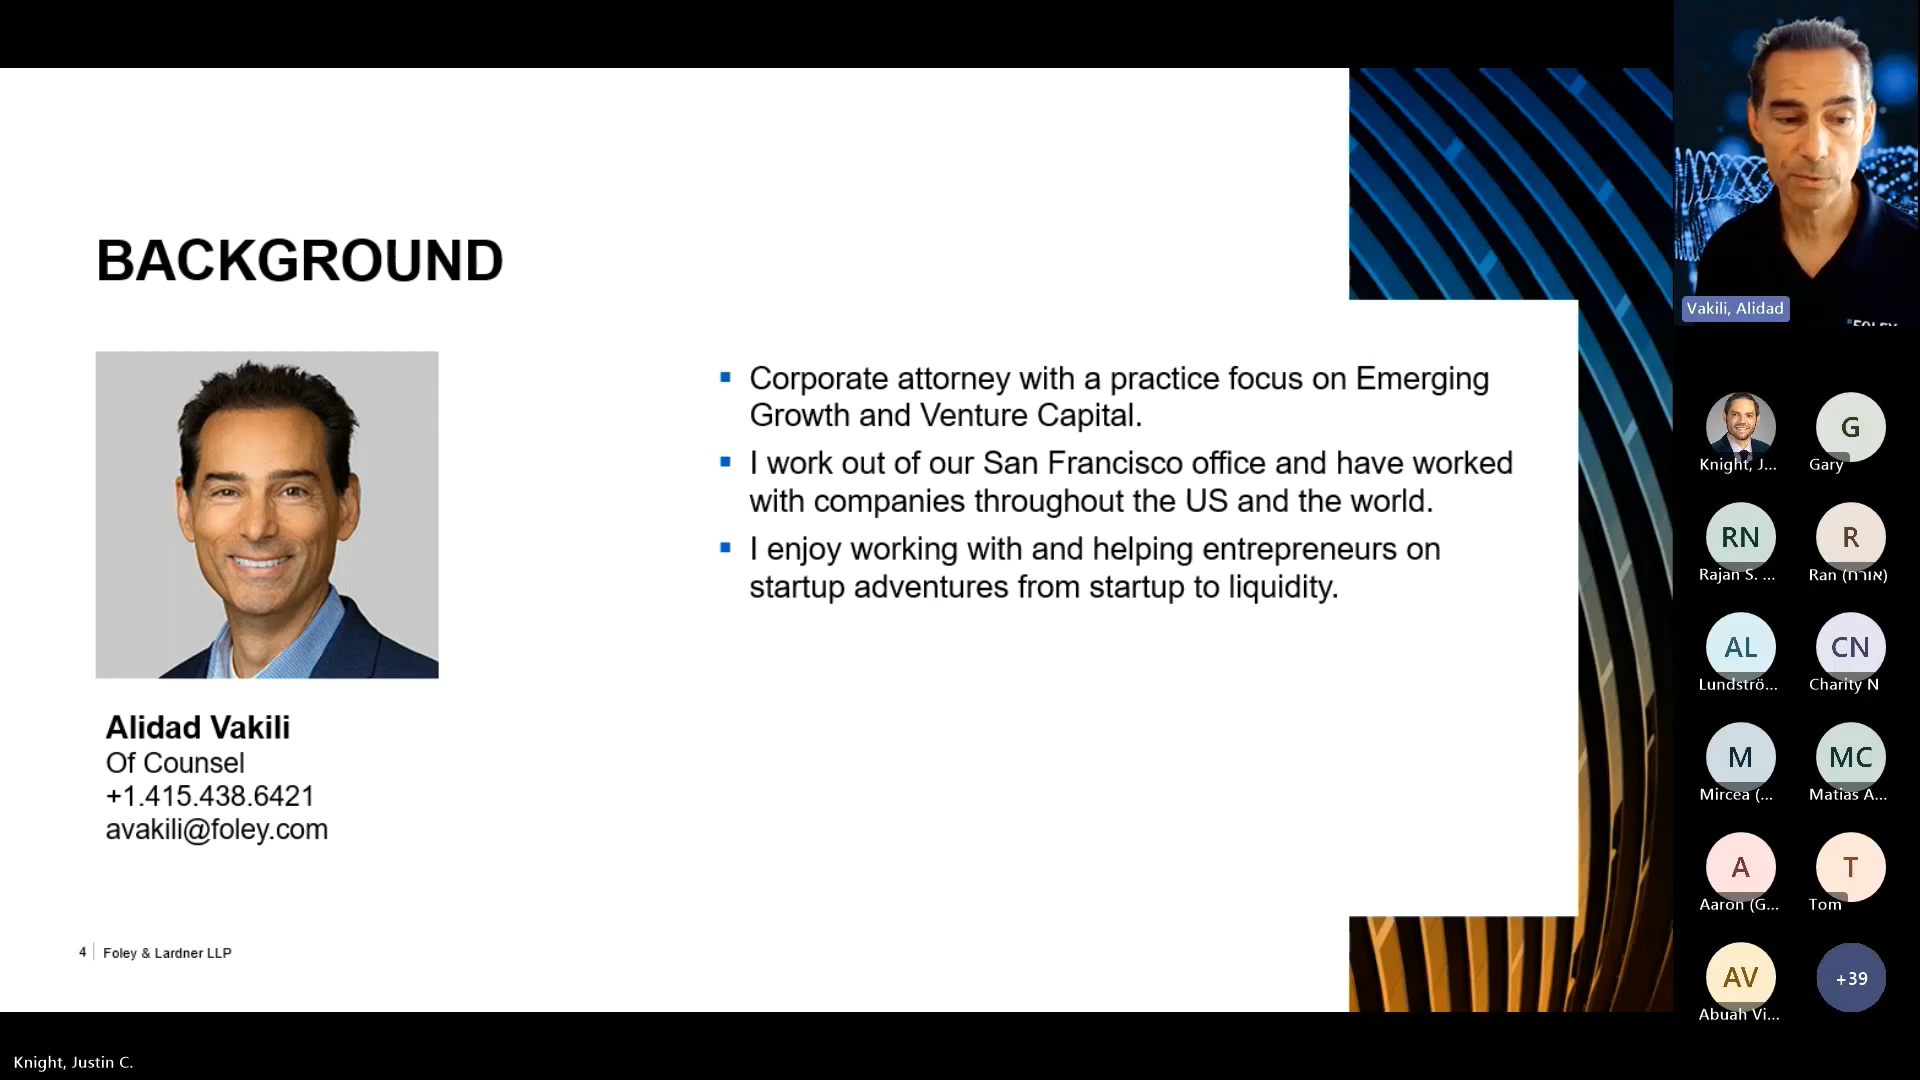 BACKGROUND
Corporate attorney with a practice focus on Emerging
Growth and Venture Capital.
I work out of our San Francisco office and have worked
with companies throughout the US and the world.
I enjoy working with and helping entrepreneurs on
startup adventures from startup to liquidity.
Alidad Vakili
Of Counsel
+1.415.438.6421
avakili@foley.com
4 Foley & Lardner LLP
Vakili, Alidad
FOLEY
Knight, J...
G
Gary
RN
Rajan S. ...
R
Ran (אורח)
AL
Lundströ...
CN
Charity N
M
Mircea (...
MC
Matias A...
A
Aaron (G...
T
Tom
AV
Abuah Vi...
+39
Knight, Justin C.